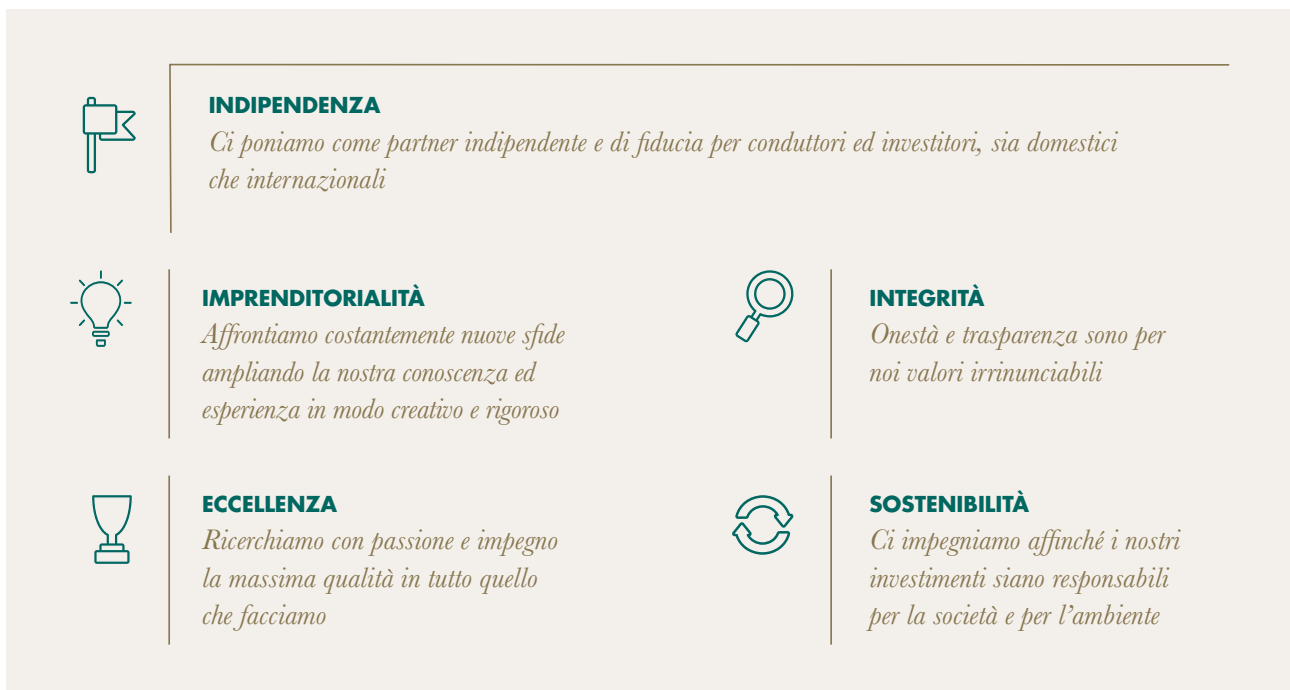 INDIPENDENZA
Ci poniamo come partner indipendente e di fiducia per conduttori ed investitori, sia domestici
che internazionali
IMPRENDITORIALITÀ
Affrontiamo costantemente nuove sfide
ampliando la nostra conoscenza ed
esperienza in modo creativo e rigoroso
INTEGRITÀ
Onestà e trasparenza sono per
noi valori irrinunciabili
ECCELLENZA
Ricerchiamo con passione e impegno
la massima qualità in tutto quello
che facciamo
SOSTENIBILITÀ
Ci impegniamo affinché i nostri
investimenti siano responsabili
per la società e per l’ambiente